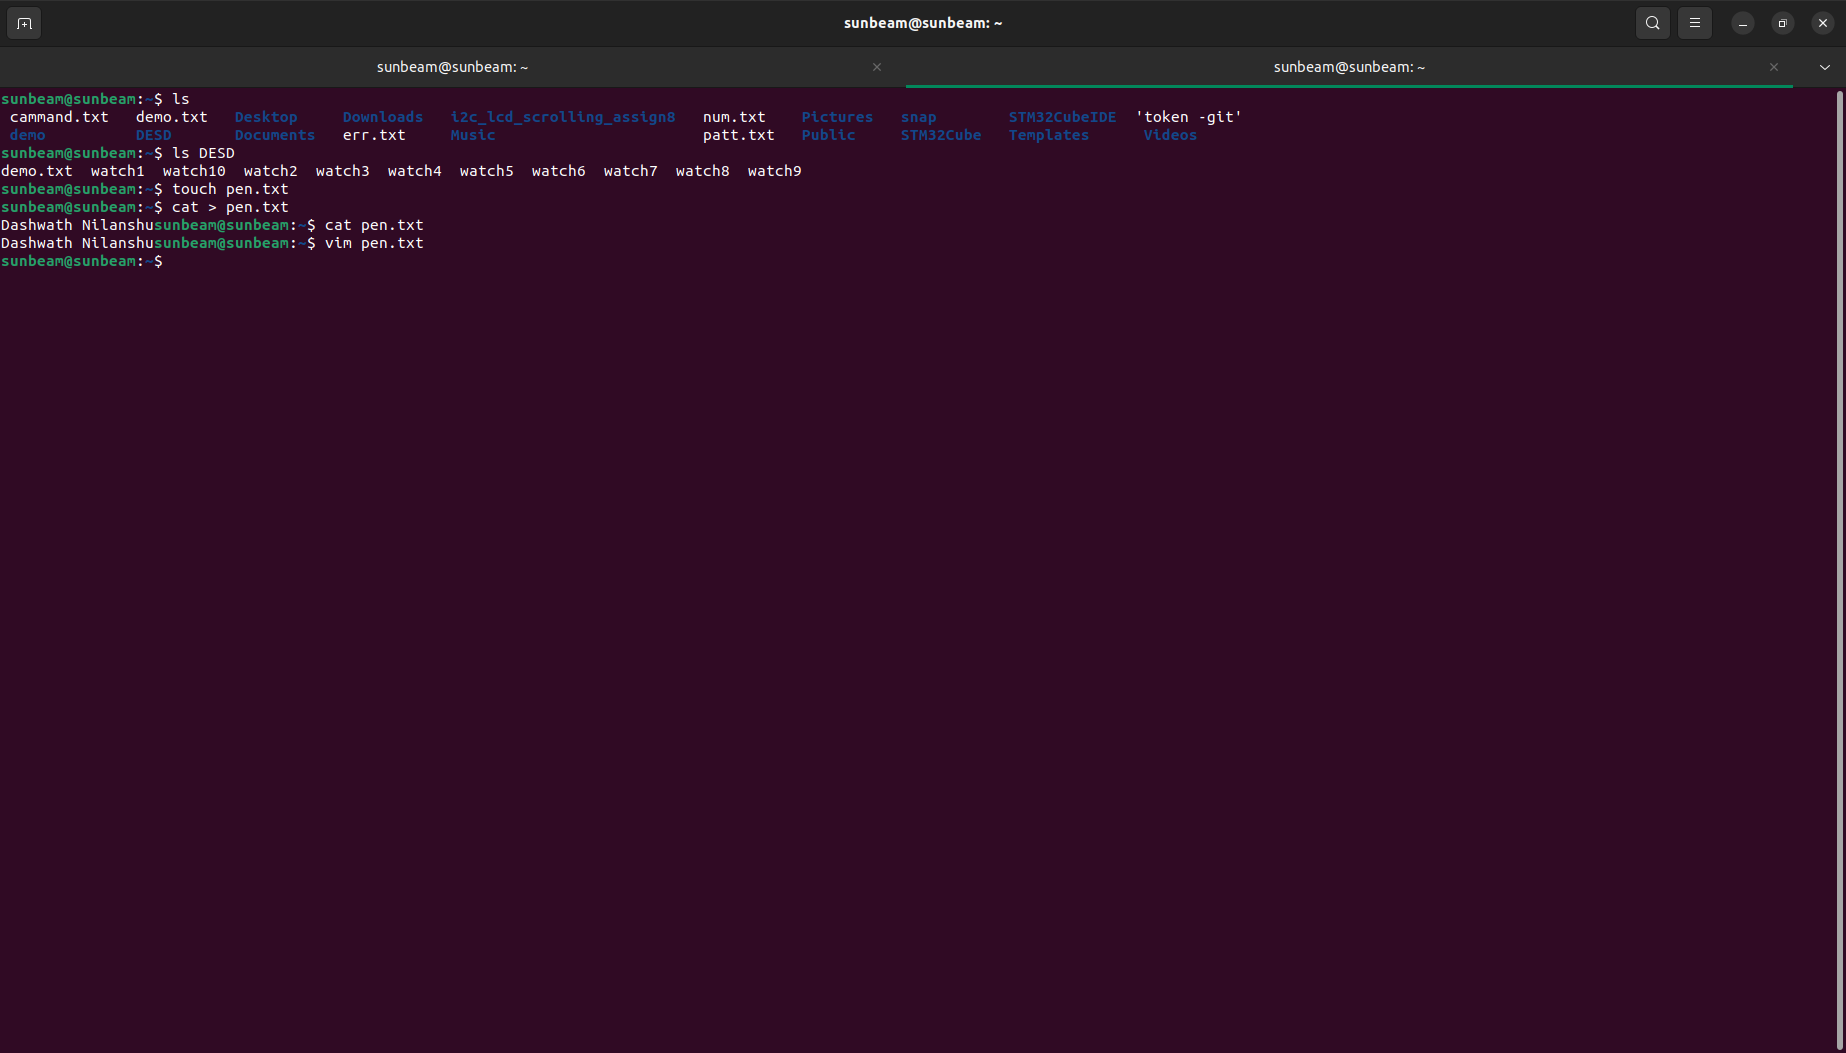 sunbeam@sunbeam: ~
sunbeam@sunbeam: ~ sunbeam@sunbeam: ~
sunbeam@sunbeam:~$ ls
cammand.txt demo.txt Desktop Downloads i2c_lcd_scrolling_assign8 num.txt Pictures snap STM32CubeIDE 'token -git'
demo DESD Documents err.txt Music patt.txt Public STM32Cube Templates Videos
sunbeam@sunbeam:~$ ls DESD
demo.txt watch1 watch10 watch2 watch3 watch4 watch5 watch6 watch7 watch8 watch9
sunbeam@sunbeam:~$ touch pen.txt
sunbeam@sunbeam:~$ cat > pen.txt
Dashwath Nilanshusunbeam@sunbeam:~$ cat pen.txt
Dashwath Nilanshusunbeam@sunbeam:~$ vim pen.txt
sunbeam@sunbeam:~$